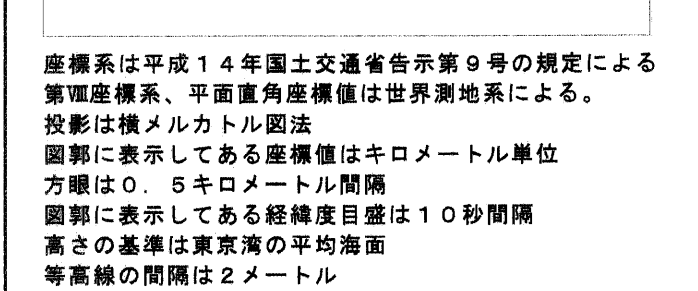 座標系は平成14年国土交通省告示第9号の規定による
第Ⅷ座標系、平面直角座標値は世界測地系による。
投影は横メルカトル図法
図郭に表示してある座標値はキロメートル単位
方眼は0．5キロメートル間隔
図郭に表示してある経緯度目盛は10秒間隔
高さの基準は東京湾の平均海面
等高線の間隔は2メートル